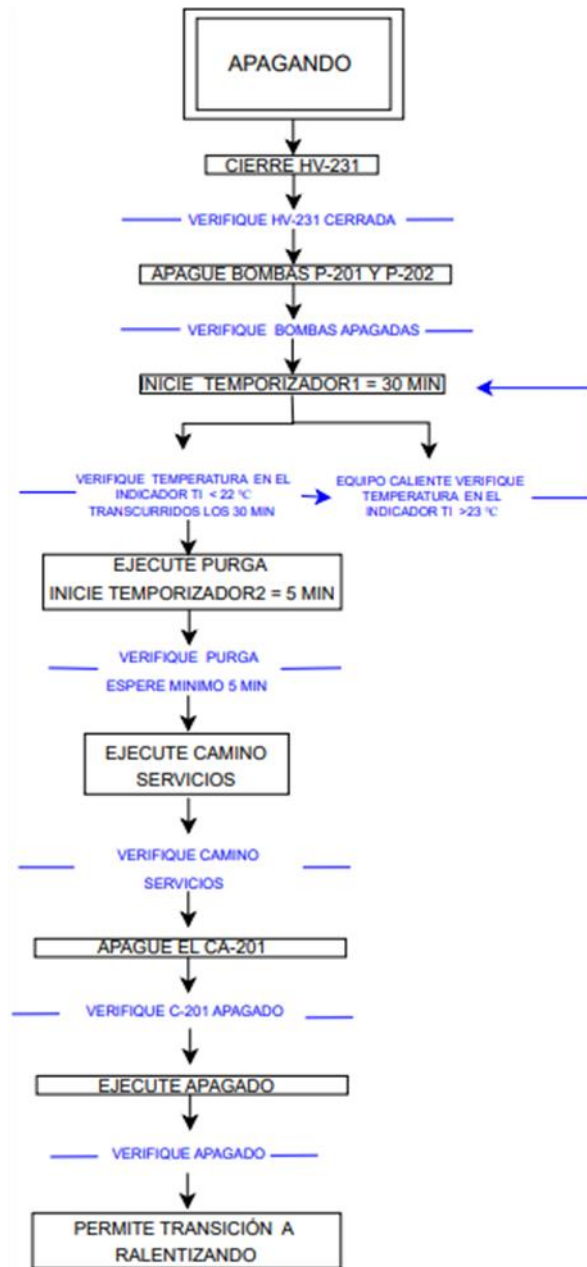 APAGANDO
CIERRE HV-231
VERIFIQUE HV-231 CERRADA
APAGUE BOMBAS P-201 Y P-202
VERIFIQUE BOMBAS APAGADAS
INICIE TEMPORIZADOR1 = 30 MIN
VERIFIQUE TEMPERATURA EN EL
INDICADOR TI < 22 °C
TRANSCURRIDOS LOS 30 MIN
EQUIPO CALIENTE VERIFIQUE
TEMPERATURA EN EL
INDICADOR TI >23 °C
EJECUTE PURGA
INICIE TEMPORIZADOR2 = 5 MIN
VERIFIQUE PURGA
ESPERE MINIMO 5 MIN
EJECUTE CAMINO
SERVICIOS
VERIFIQUE CAMINO
SERVICIOS
APAGUE EL CA-201
VERIFIQUE C-201 APAGADO
EJECUTE APAGADO
VERIFIQUE APAGADO
PERMITE TRANSICIÓN A
RALENTIZANDO